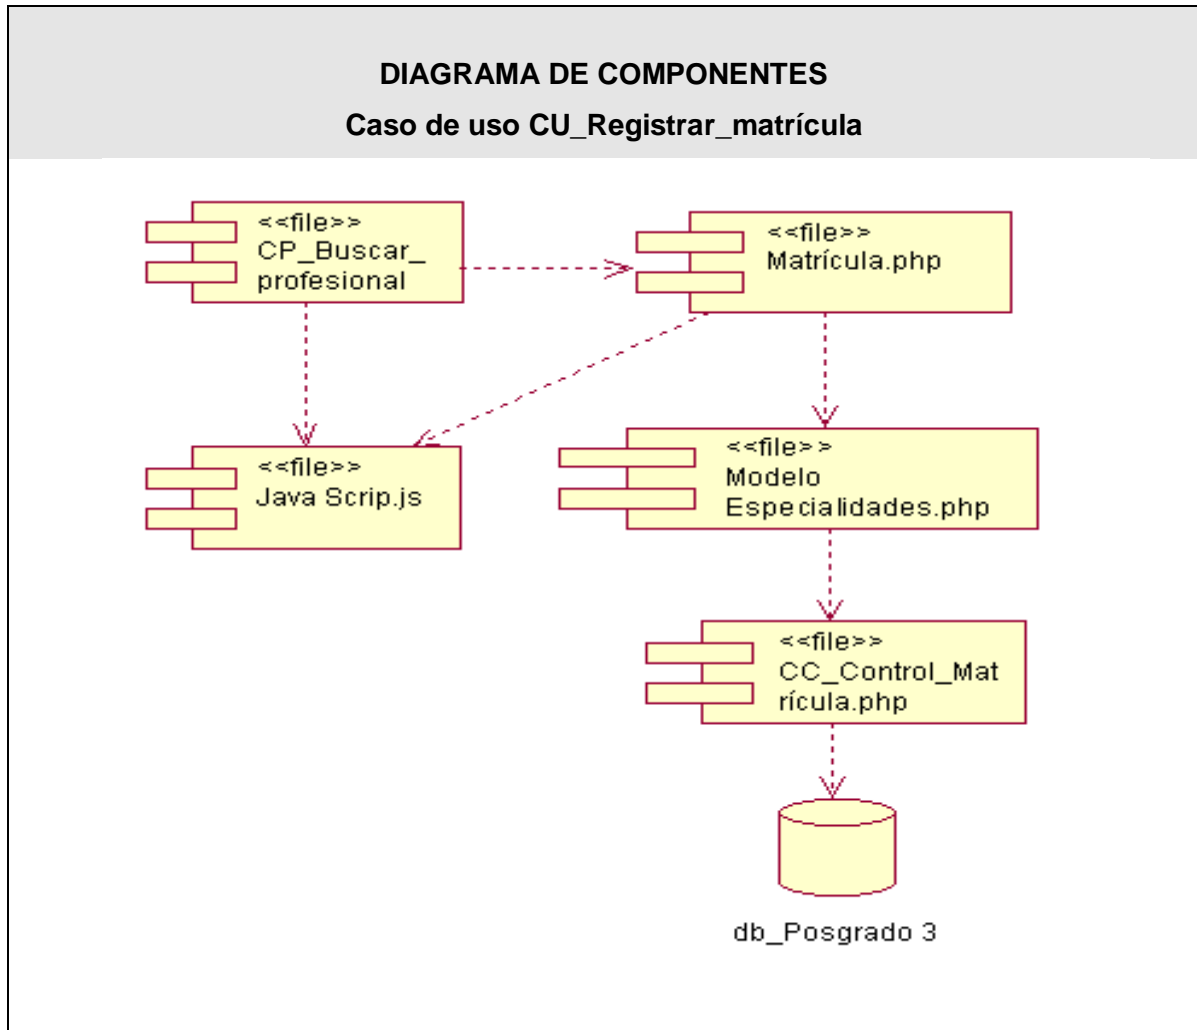 DIAGRAMA DE COMPONENTES
Caso de uso CU_Registrar_matrícula
<<file>>
CP_Buscar_
profesional
<<file>>
Matrícula.php
<<file>>
Java Scrip.js
<<file>>
Modelo
Especialidades.php
<<file>>
CC_Control_Mat
rícula.php
db_Posgrado 3